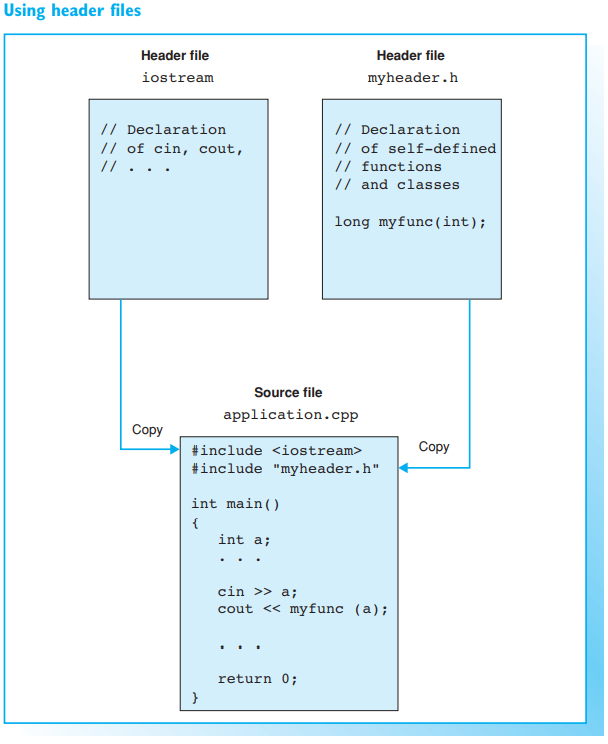 Using header files
Header file
iostream
// Declaration
// of cin, cout,
// . . .
Header file
myheader.h
// Declaration
// of self-defined
// functions
// and classes
long myfunc(int);
Copy
Copy
Source file
application.cpp
#include <iostream>
#include "myheader.h"
int main()
{
int a;
. . .
cin >> a;
cout << myfunc (a);
. . .
return 0;
}